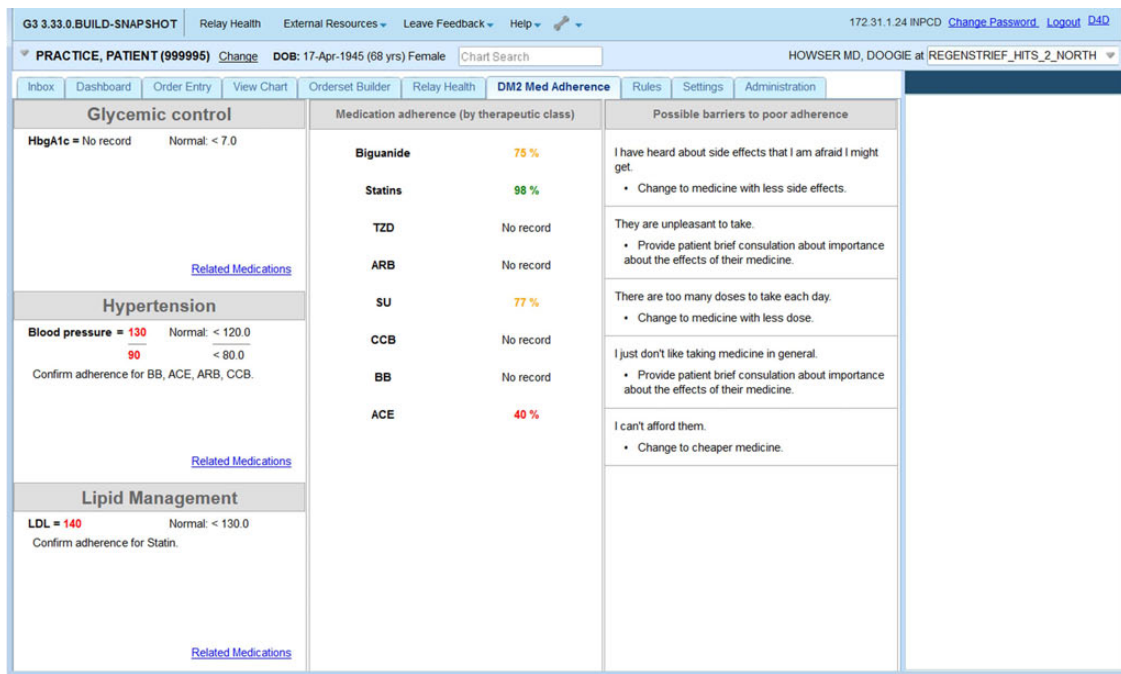 G3 3.33.0.BUILD-SNAPSHOT Relay Health External Resources Leave Feedback Help 172.31.1.24 INPCD Change Password Logout D4D
PRACTICE, PATIENT (999995) Change DOB: 17-Apr-1945 (68 yrs) Female Chart Search HOWSER MD, DOOGIE at REGENSTRIEF_HITS_2_NORTH
Inbox Dashboard Order Entry View Chart Orderset Builder Relay Health DM2 Med Adherence Rules Settings Administration
Glycemic control
HbgA1c = No record Normal: < 7.0
Related Medications
Hypertension
Blood pressure = 130 Normal: < 120.0
90 < 80.0
Confirm adherence for BB, ACE, ARB, CCB.
Related Medications
Lipid Management
LDL = 140 Normal: < 130.0
Confirm adherence for Statin.
Related Medications
Medication adherence (by therapeutic class)
Biguanide 75 %
Statins 98 %
TZD No record
ARB No record
SU 77 %
CCB No record
BB No record
ACE 40 %
Possible barriers to poor adherence
I have heard about side effects that I am afraid I might
get.
• Change to medicine with less side effects.
They are unpleasant to take.
• Provide patient brief consulation about importance
about the effects of their medicine.
There are too many doses to take each day.
• Change to medicine with less dose.
I just don't like taking medicine in general.
• Provide patient brief consulation about importance
about the effects of their medicine.
I can't afford them.
• Change to cheaper medicine.